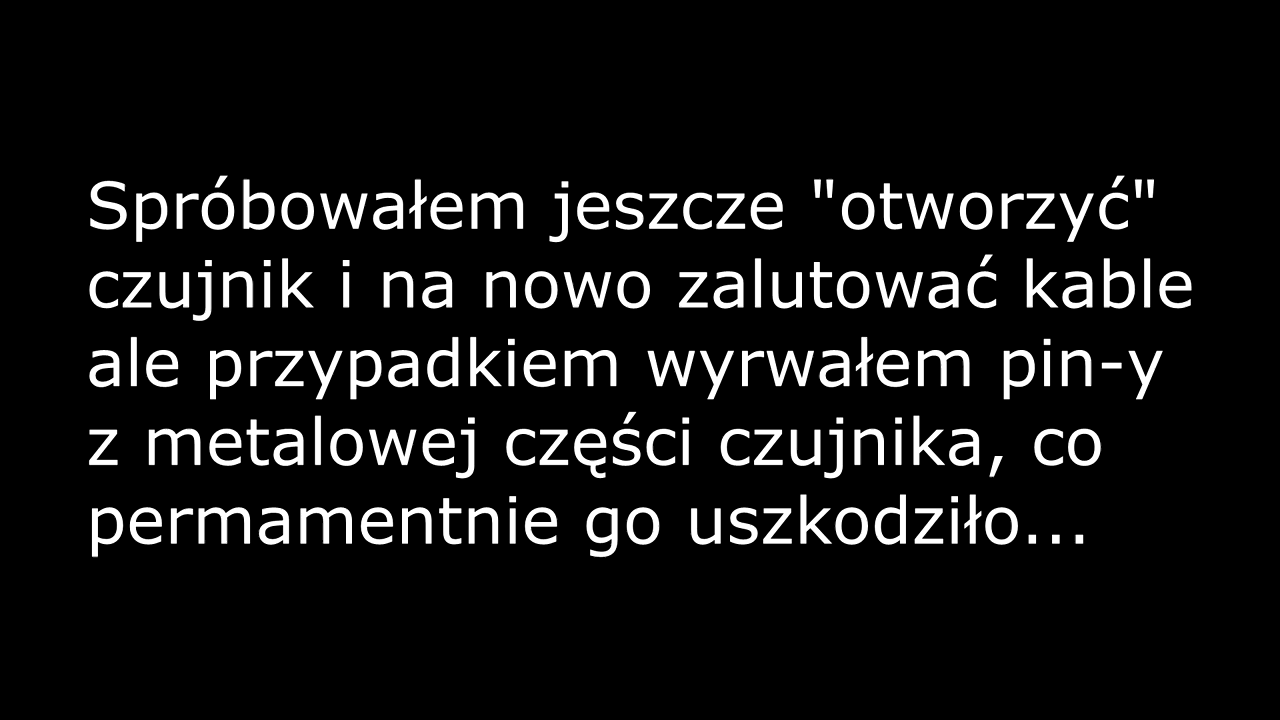 Spróbowałem jeszcze "otworzyć"
czujnik i na nowo zalutować kable
ale przypadkiem wyrwałem pin-y
z metalowej części czujnika, co
permamentnie go uszkodziło...